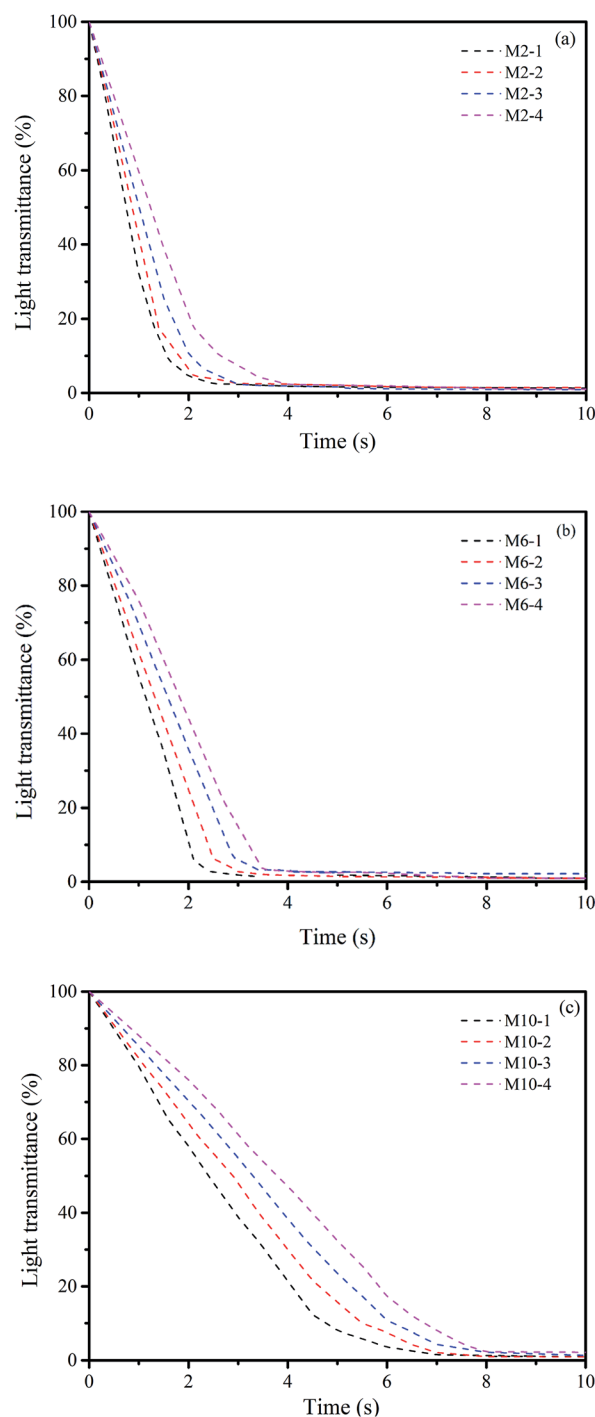 (a)
M2-1
M2-2
M2-3
M2-4
100
80
60
40
20
0
Light transmittance (%)
0 2 4 6 8 10
Time (s)
(b)
M6-1
M6-2
M6-3
M6-4
100
80
60
40
20
0
Light transmittance (%)
0 2 4 6 8 10
Time (s)
(c)
M10-1
M10-2
M10-3
M10-4
100
80
60
40
20
0
Light transmittance (%)
0 2 4 6 8 10
Time (s)